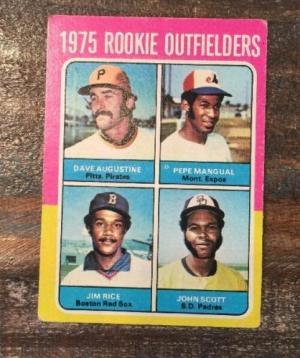 1975 ROOKIE OUTFIELDERS
P
DAVE AUGUSTINE
Pitts. Pirates
PEPE MANGUAL
Mont. Expos
B
JIM RICE
Boston Red Sox
JOHN SCOTT
S.D. Padres